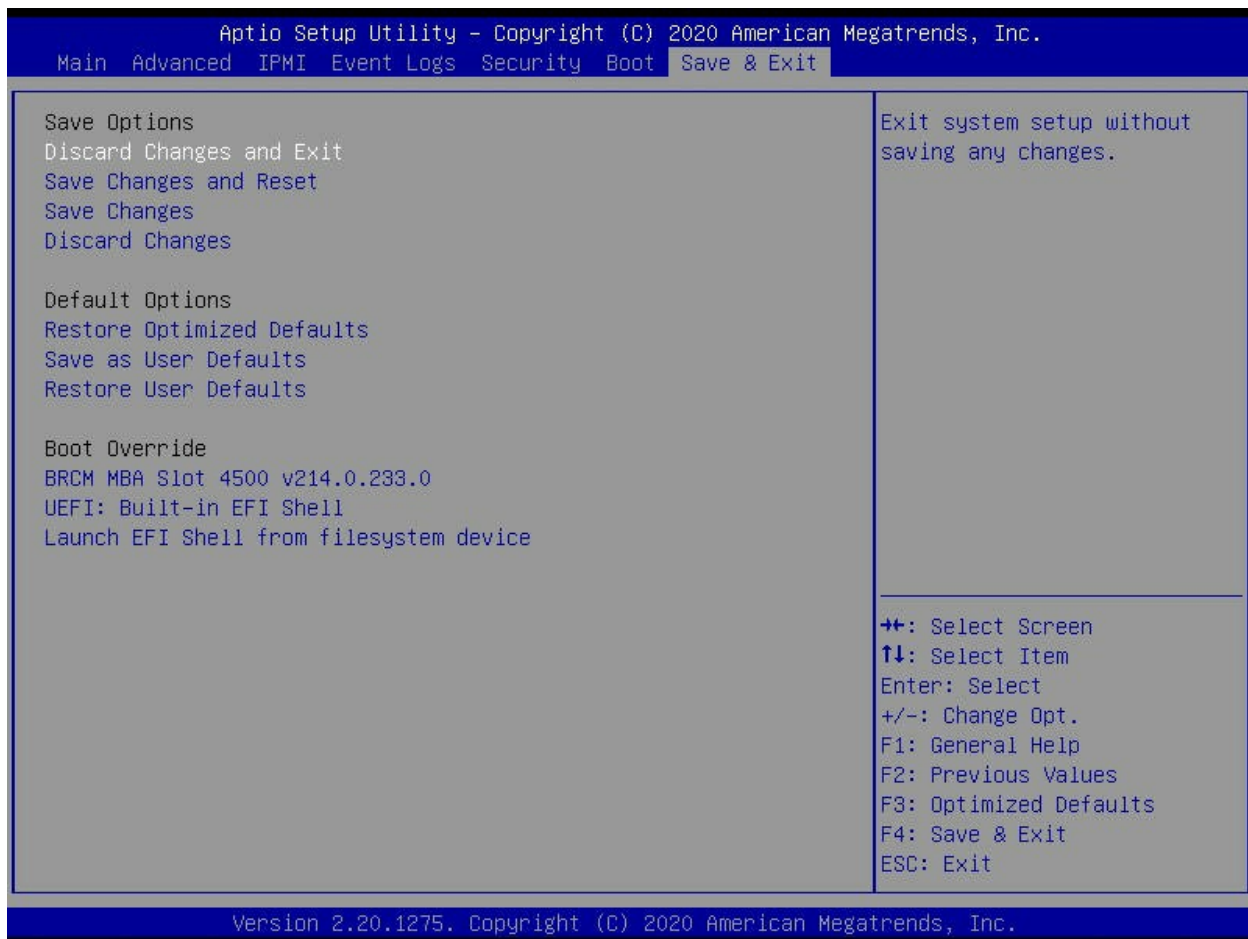 Aptio Setup Utility – Copyright (C) 2020 American Megatrends, Inc.
Main Advanced IPMI Event Logs Security Boot Save & Exit
Save Options
Discard Changes and Exit
Save Changes and Reset
Save Changes
Discard Changes
Default Options
Restore Optimized Defaults
Save as User Defaults
Restore User Defaults
Boot Override
BRCM MBA Slot 4500 v214.0.233.0
UEFI: Built-in EFI Shell
Launch EFI Shell from filesystem device
Exit system setup without
saving any changes.
→←: Select Screen
↑↓: Select Item
Enter: Select
+/-: Change Opt.
F1: General Help
F2: Previous Values
F3: Optimized Defaults
F4: Save & Exit
ESC: Exit
Version 2.20.1275. Copyright (C) 2020 American Megatrends, Inc.